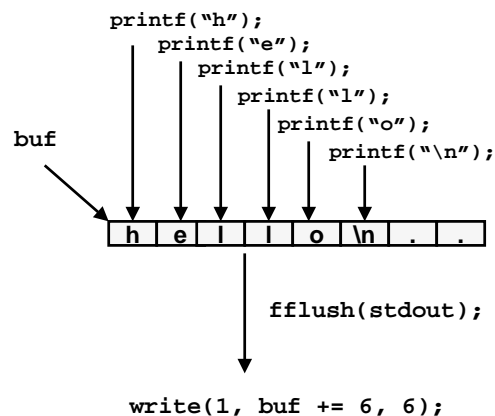 printf(“h”);
printf(“e”);
printf(“l”);
printf(“l”);
printf(“o”);
printf(“\n”);
buf
h e l l o \n . .
fflush(stdout);
write(1, buf += 6, 6);